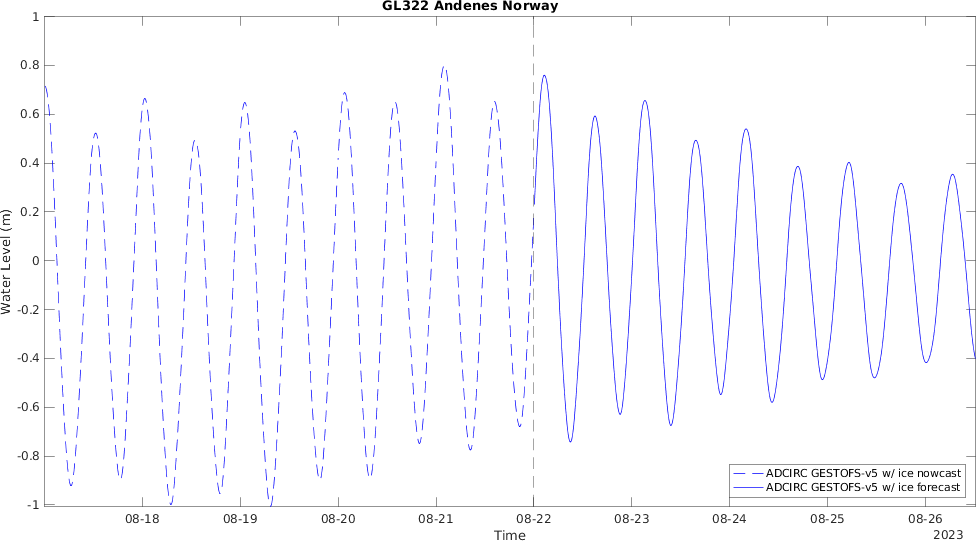 GL322 Andenes Norway
1
0.8
0.6
0.4
0.2
0
-0.2
-0.4
-0.6
-0.8
-1
Water Level (m)
08-18 08-19 08-20 08-21 08-22 08-23 08-24 08-25 08-26
Time
2023
ADCIRC GESTOFS-v5 w/ ice nowcast
ADCIRC GESTOFS-v5 w/ ice forecast